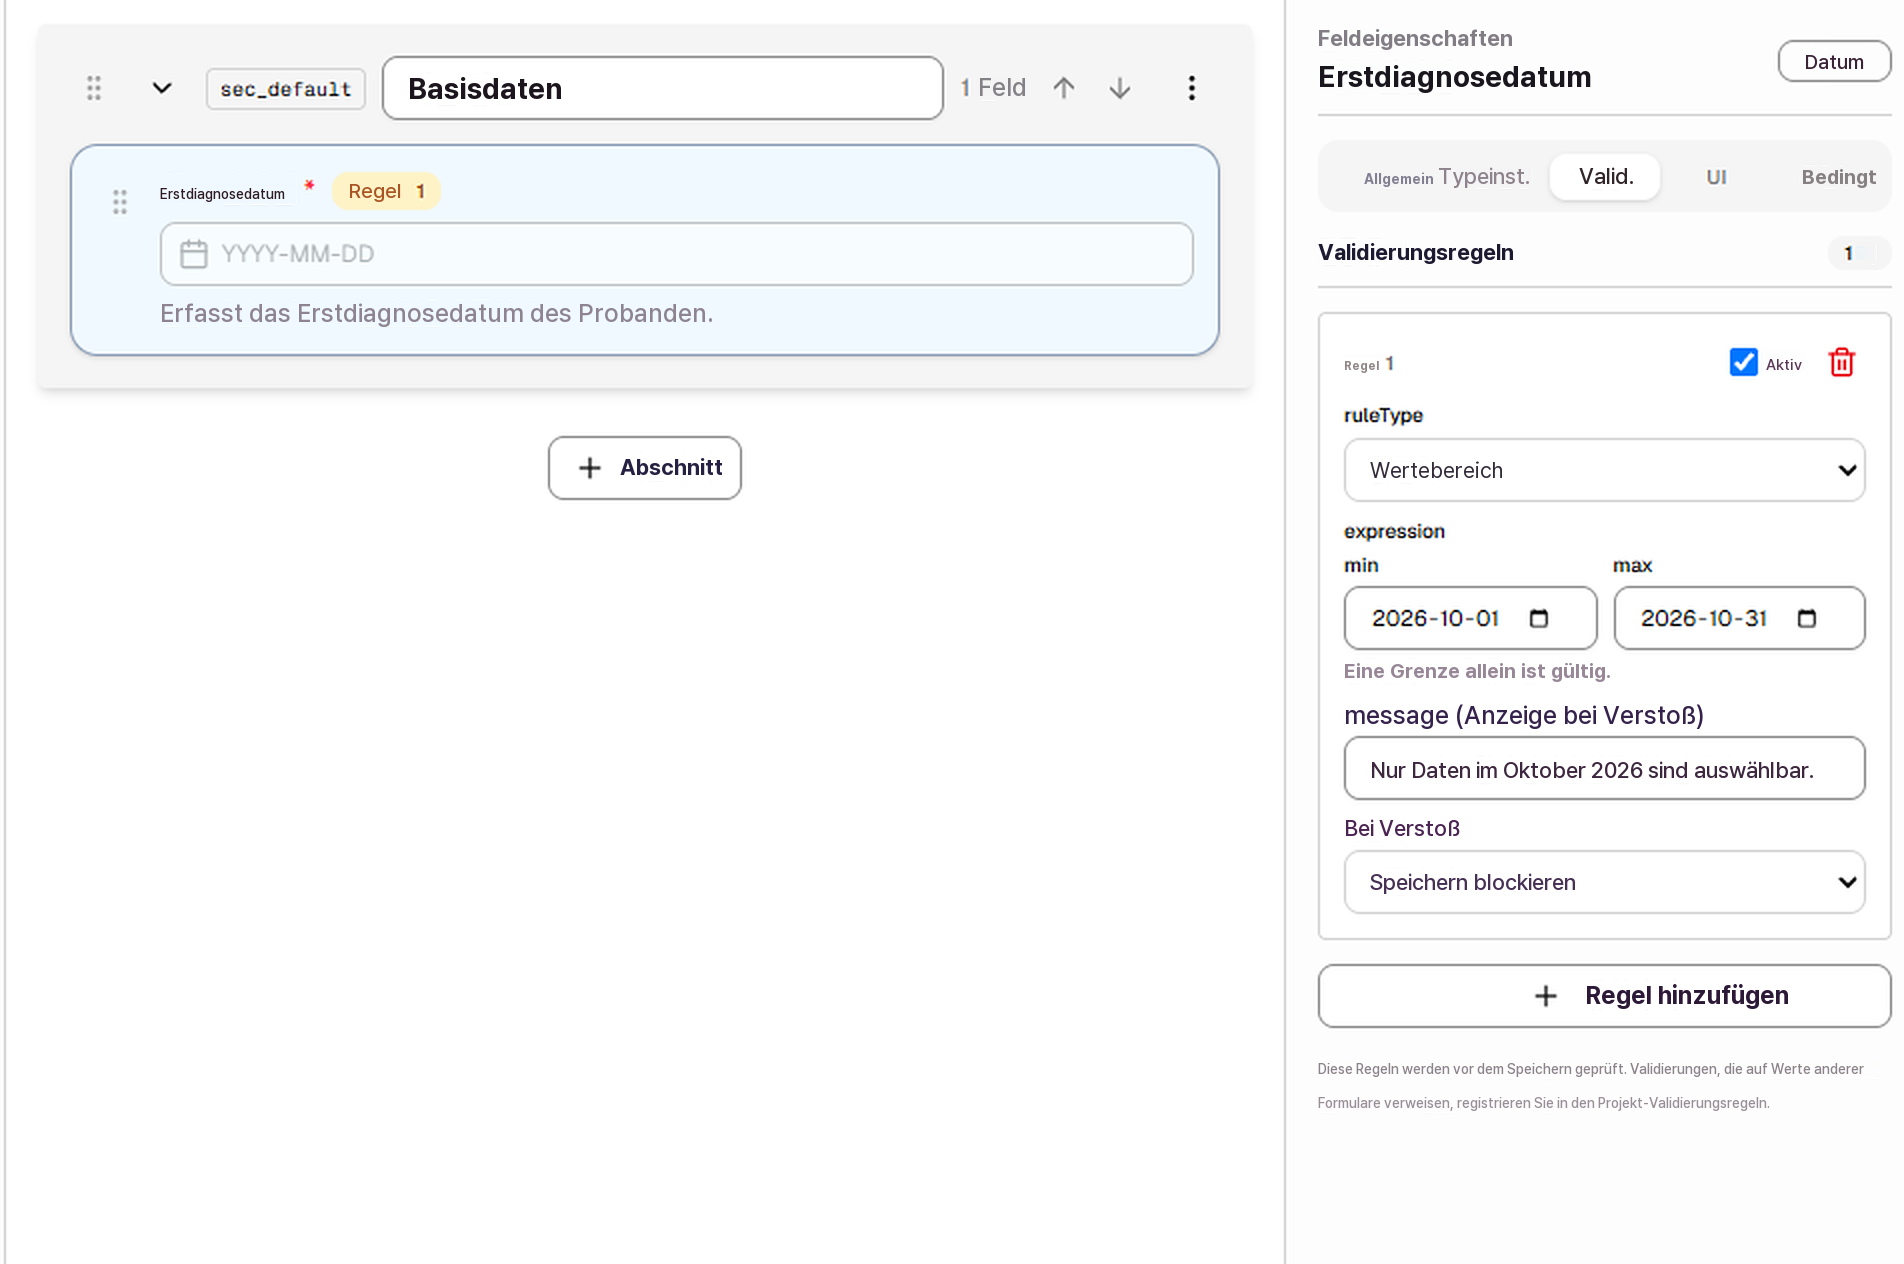 sec_default
Basisdaten
1 Feld
Erstdiagnosedatum *
Regel 1
YYYY-MM-DD
Erfasst das Erstdiagnosedatum des Probanden.
Abschnitt
Feldeigenschaften
Erstdiagnosedatum
Datum
Allgemein Typeinst. Valid. UI Bedingt
Validierungsregeln 1
Regel 1
Aktiv
ruleType
Wertebereich
expression
min max
2026-10-01 2026-10-31
Eine Grenze allein ist gültig.
message (Anzeige bei Verstoß)
Nur Daten im Oktober 2026 sind auswählbar.
Bei Verstoß
Speichern blockieren
Regel hinzufügen
Diese Regeln werden vor dem Speichern geprüft. Validierungen, die auf Werte anderer
Formulare verweisen, registrieren Sie in den Projekt-Validierungsregeln.